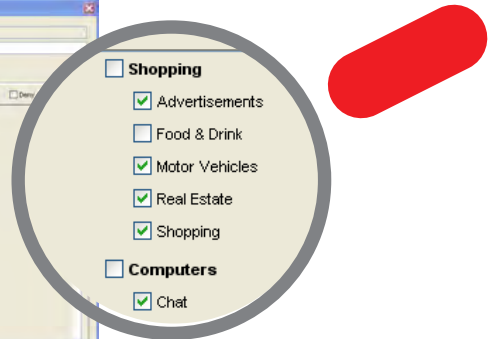 Shopping
Advertisements
Food & Drink
Motor Vehicles
Real Estate
Shopping
Computers
Chat